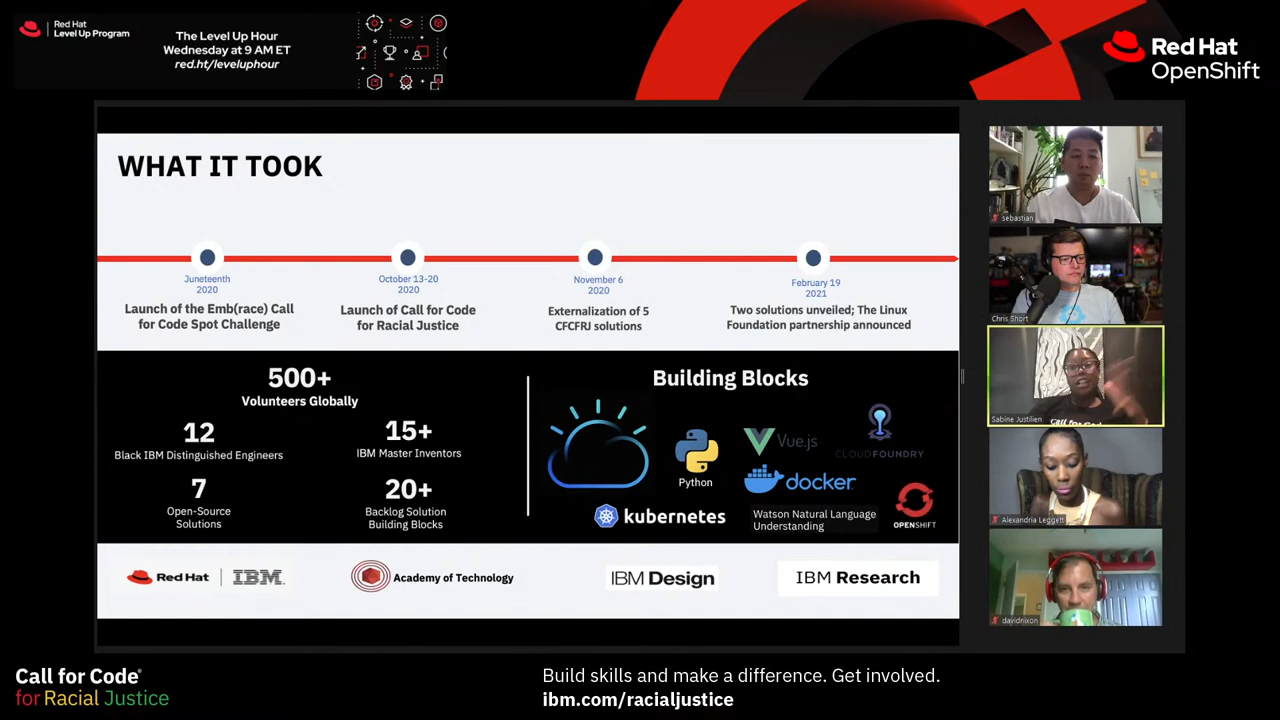 Red Hat
Level Up Program
The Level Up Hour
Wednesday at 9 AM ET
red.ht/leveluphour
Red Hat
OpenShift
WHAT IT TOOK
Juneteenth
2020
Launch of the Emb(race) Call
for Code Spot Challenge
October 13-20
2020
Launch of Call for Code
for Racial Justice
November 6
2020
Externalization of 5
CFCFRJ solutions
February 19
2021
Two solutions unveiled; The Linux
Foundation partnership announced
500+
Volunteers Globally
12
Black IBM Distinguished Engineers
15+
IBM Master Inventors
7
Open-Source
Solutions
20+
Backlog Solution
Building Blocks
Building Blocks
Python
Vue.js
CLOUDFOUNDRY
docker
kubernetes
Watson Natural Language
Understanding
OPENSHIFT
Red Hat
IBM
Academy of Technology
IBM Design
IBM Research
sebastian
Chris Short
Sabine Justilien
Alexandria Leggett
davidnixon
Call for Code®
for Racial Justice
Build skills and make a difference. Get involved.
ibm.com/racialjustice